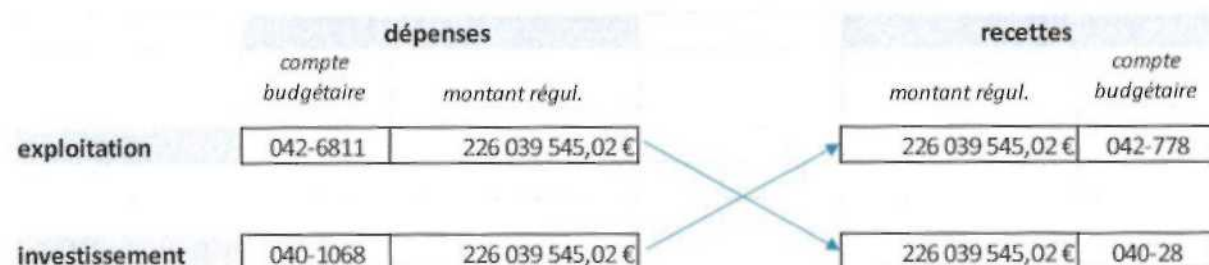 dépenses recettes
compte compte
budgétaire montant régul. montant régul. budgétaire
exploitation 042-6811 226 039 545,02 € 226 039 545,02 € 042-778
investissement 040-1068 226 039 545,02 € 226 039 545,02 € 040-28